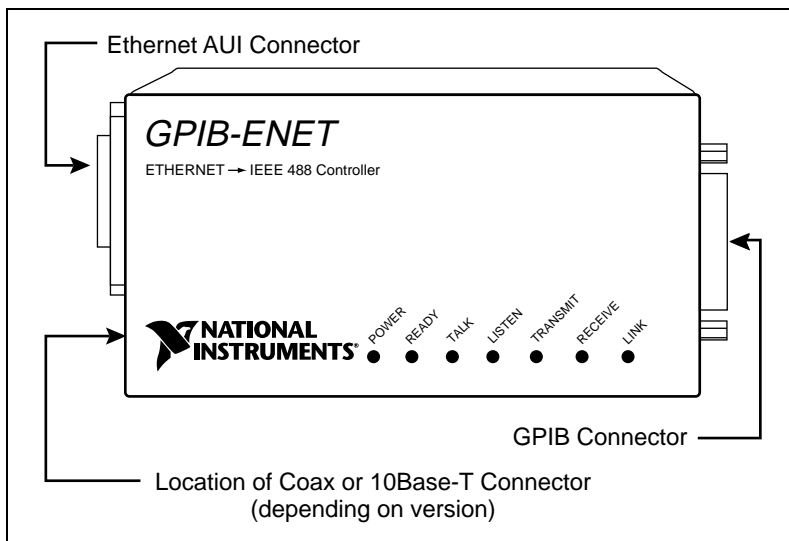 Ethernet AUI Connector
GPIB-ENET
ETHERNET → IEEE 488 Controller
NATIONAL
INSTRUMENTS®
POWER
READY
TALK
LISTEN
TRANSMIT
RECEIVE
LINK
GPIB Connector
Location of Coax or 10Base-T Connector
(depending on version)